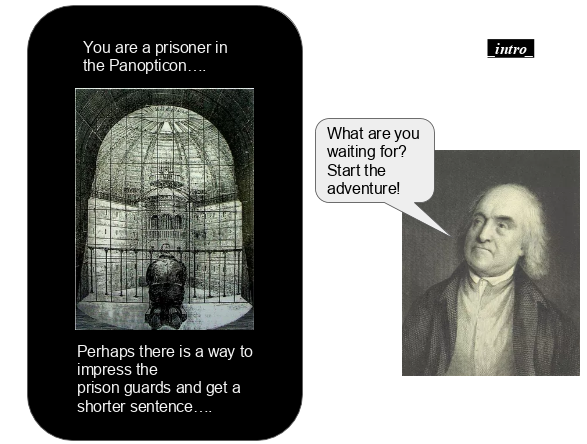 You are a prisoner in
the Panopticon....
intro
What are you
waiting for?
Start the
adventure!
Perhaps there is a way to
impress the
prison guards and get a
shorter sentence....